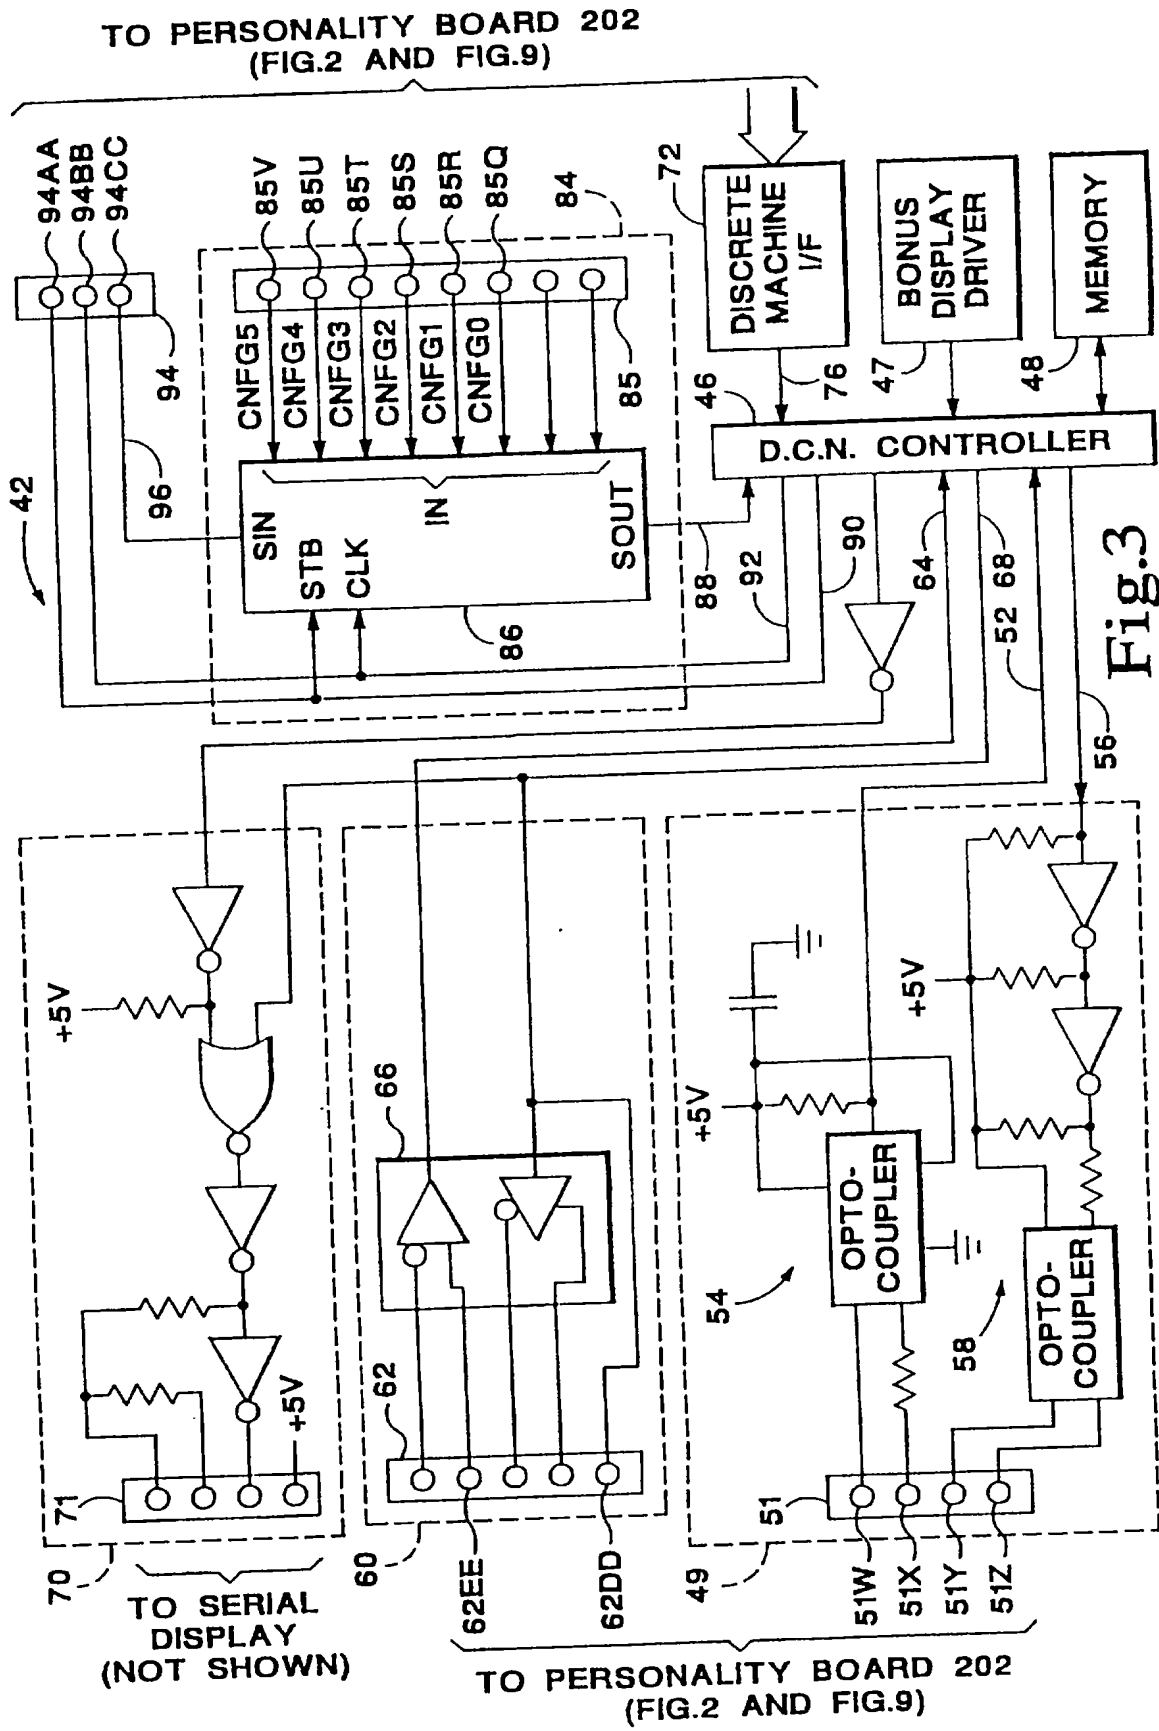 TO PERSONALITY BOARD 202
(FIG.2 AND FIG.9)
94AA
94BB
94CC
94
96
42
85V
85U
85T
85S
85R
85Q
84
85
CNFG5
CNFG4
CNFG3
CNFG2
CNFG1
CNFG0
SIN
STB
CLK
IN
SOUT
86
88
72
DISCRETE
MACHINE
I/F
76
BONUS
DISPLAY
DRIVER
47
MEMORY
48
46
D.C.N. CONTROLLER
92
90
64
68
52
56
Fig.3
+5V
+5V
71
70
TO SERIAL
DISPLAY
(NOT SHOWN)
66
62
60
62EE
62DD
+5V
OPTO-
COUPLER
54
+5V
OPTO-
COUPLER
58
51
49
51W
51X
51Y
51Z
TO PERSONALITY BOARD 202
(FIG.2 AND FIG.9)